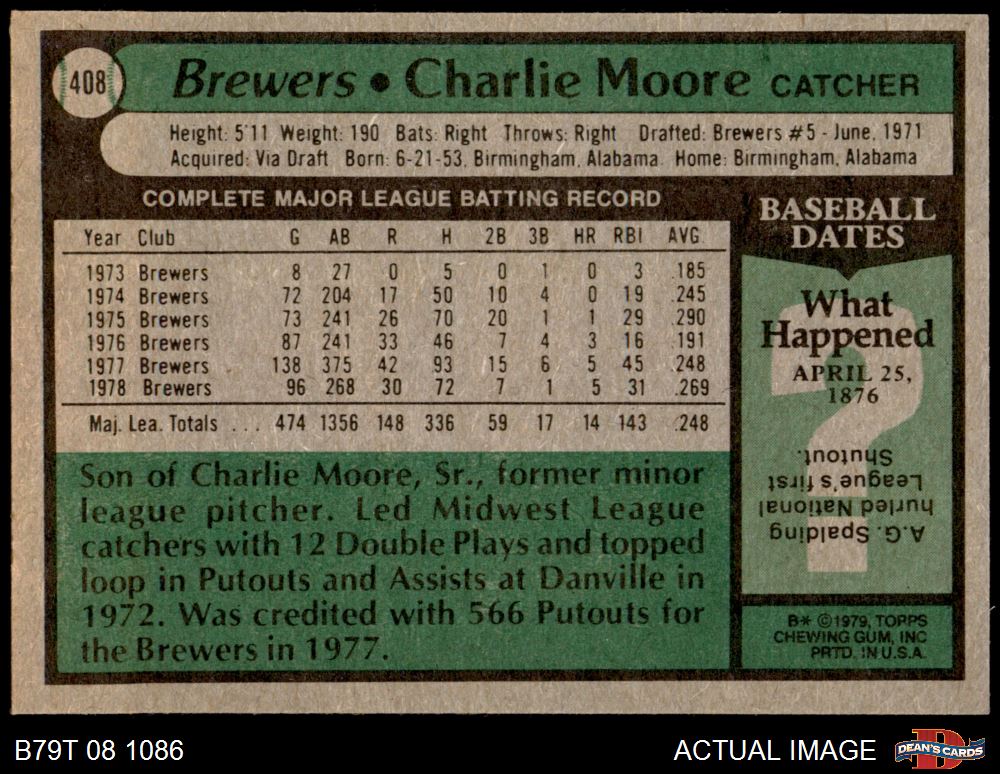 408
Brewers • Charlie Moore CATCHER
Height: 5'11 Weight: 190 Bats: Right Throws: Right Drafted: Brewers #5 - June, 1971
Acquired: Via Draft Born: 6-21-53, Birmingham, Alabama Home: Birmingham, Alabama
COMPLETE MAJOR LEAGUE BATTING RECORD
Year Club G AB R H 2B 3B HR RBI AVG
1973 Brewers 8 27 0 5 0 1 0 3 .185
1974 Brewers 72 204 17 50 10 4 0 19 .245
1975 Brewers 73 241 26 70 20 1 1 29 .290
1976 Brewers 87 241 33 46 7 4 3 16 .191
1977 Brewers 138 375 42 93 15 6 5 45 .248
1978 Brewers 96 268 30 72 7 1 5 31 .269
Maj. Lea. Totals . . . 474 1356 148 336 59 17 14 143 .248
Son of Charlie Moore, Sr., former minor
league pitcher. Led Midwest League
catchers with 12 Double Plays and topped
loop in Putouts and Assists at Danville in
1972. Was credited with 566 Putouts for
the Brewers in 1977.
BASEBALL
DATES
What
Happened
APRIL 25,
1876
A.G. Spalding
hurled National
League's first
Shutout.
B* ©1979, TOPPS
CHEWING GUM, INC
PRTD. IN U.S.A.
B79T 08 1086
ACTUAL IMAGE
D
DEAN'S CARDS